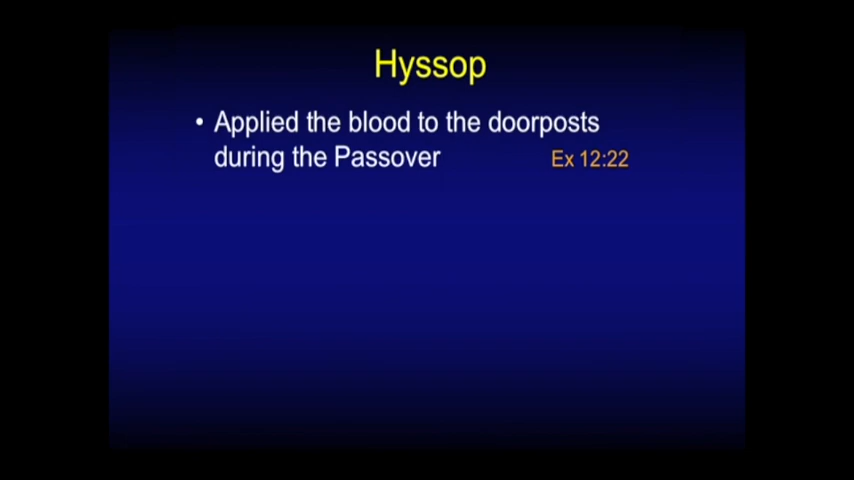 Hyssop
• Applied the blood to the doorposts
during the Passover Ex 12:22